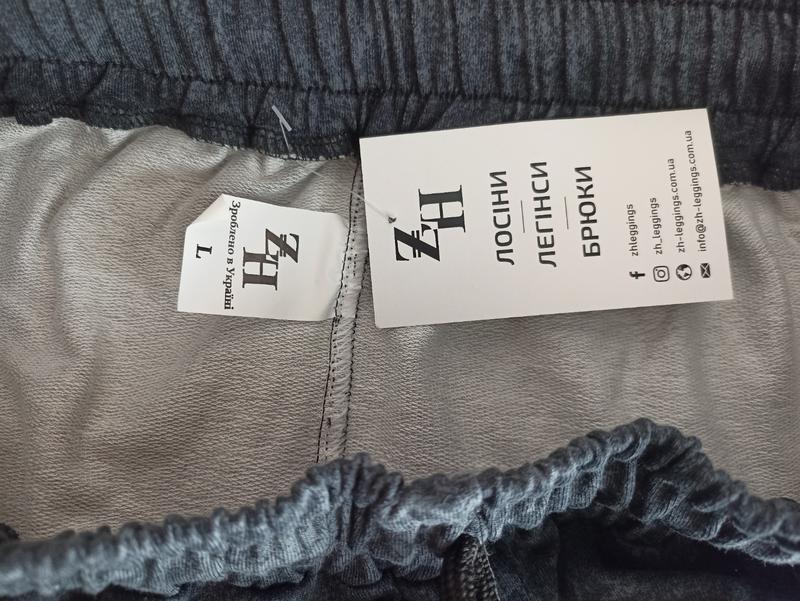 ZH
Зроблено в Україні
L
ZH
ЛОСІНИ
ЛЕГІНСИ
БРЮКИ
zhleggings
zh_leggings
zh-leggings.com.ua
info@zh-leggings.com.ua